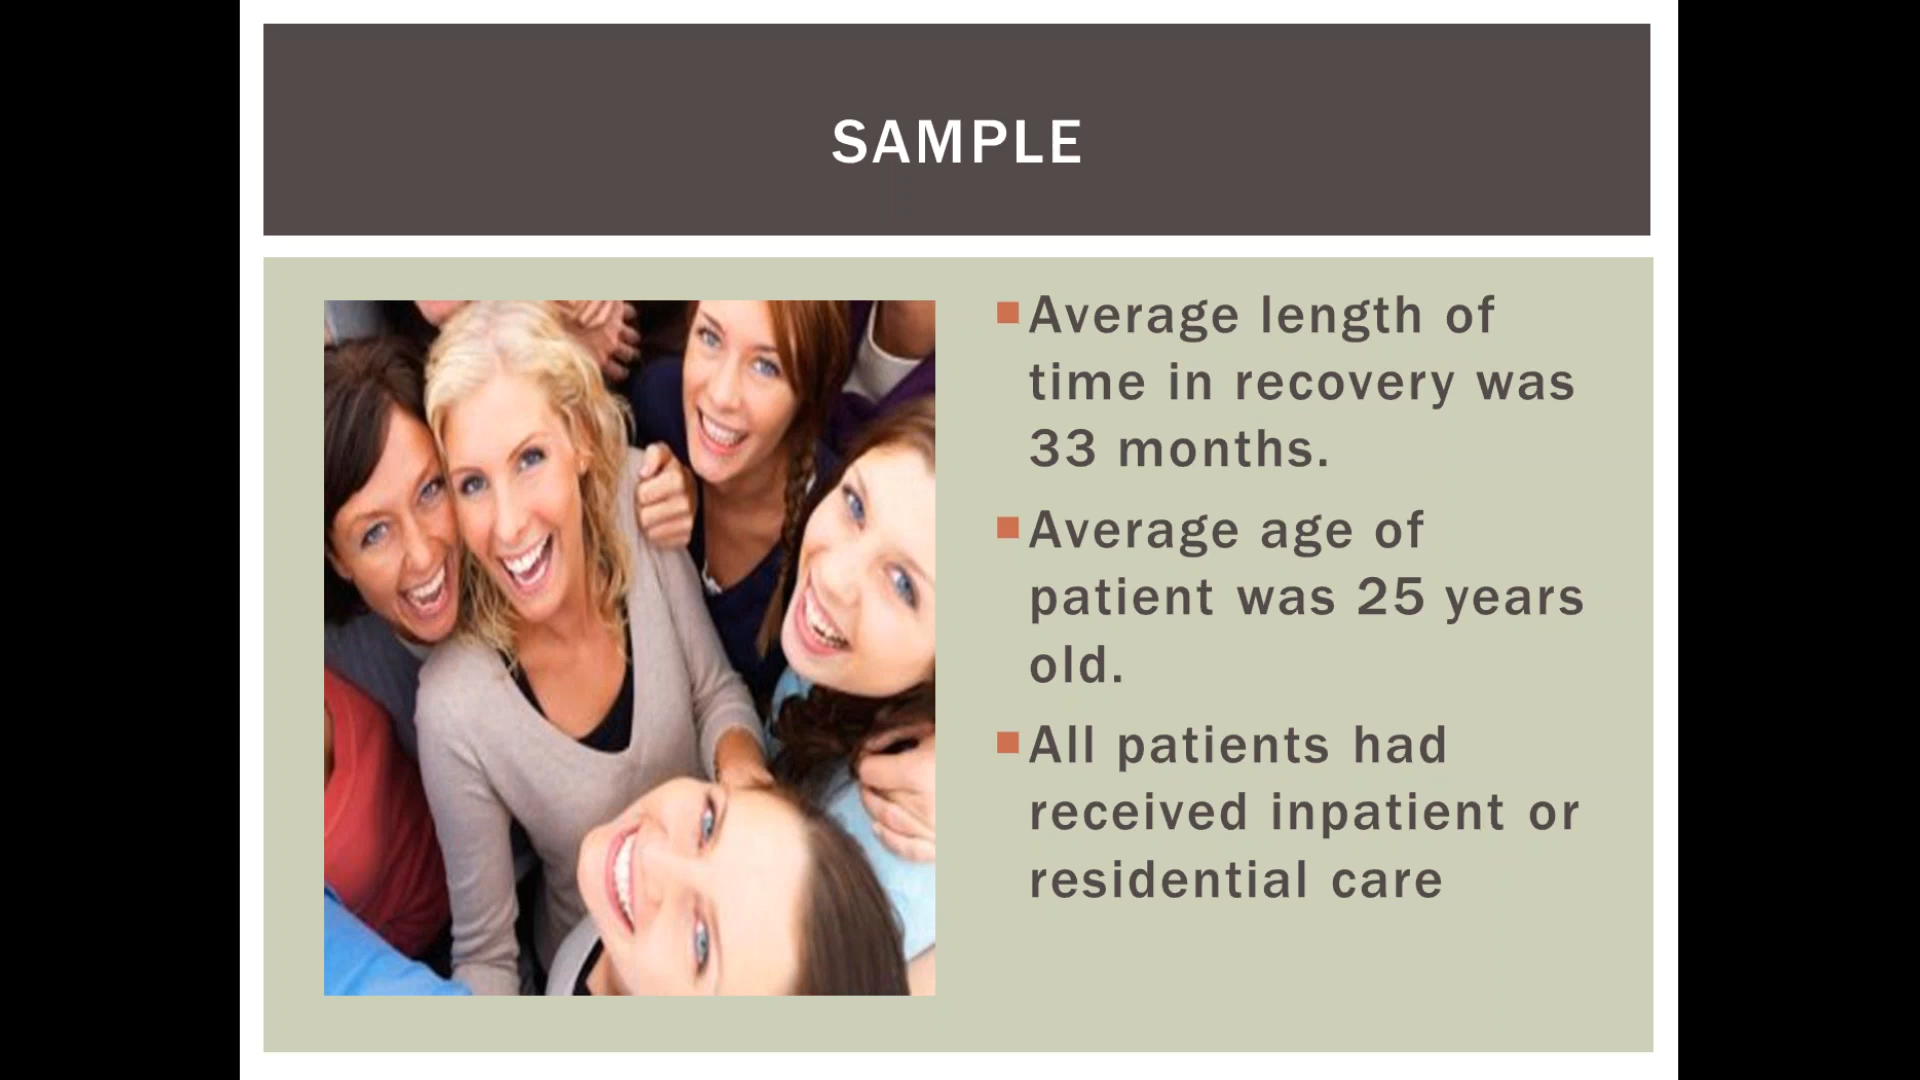 SAMPLE
Average length of
time in recovery was
33 months.
Average age of
patient was 25 years
old.
All patients had
received inpatient or
residential care